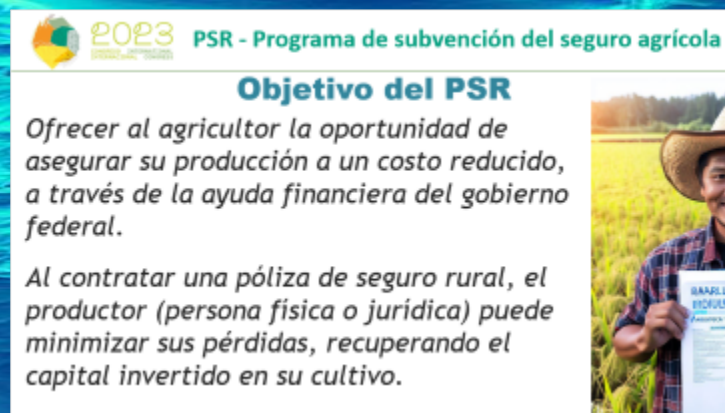 2023
PSR - Programa de subvención del seguro agrícola
Objetivo del PSR
Ofrecer al agricultor la oportunidad de
asegurar su producción a un costo reducido,
a través de la ayuda financiera del gobierno
federal.
Al contratar una póliza de seguro rural, el
productor (persona física o jurídica) puede
minimizar sus pérdidas, recuperando el
capital invertido en su cultivo.